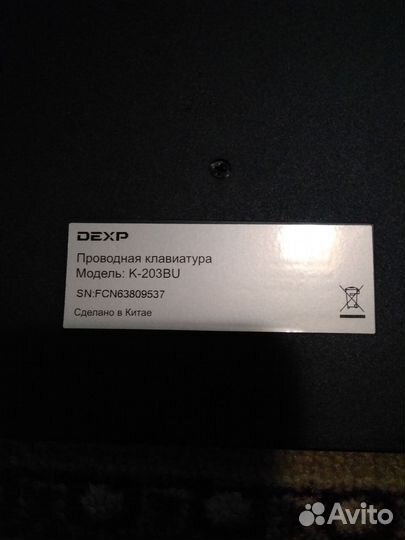 DEXP
Проводная клавиатура
Модель: K-203BU
SN:FCN63809537
Сделано в Китае
Avito